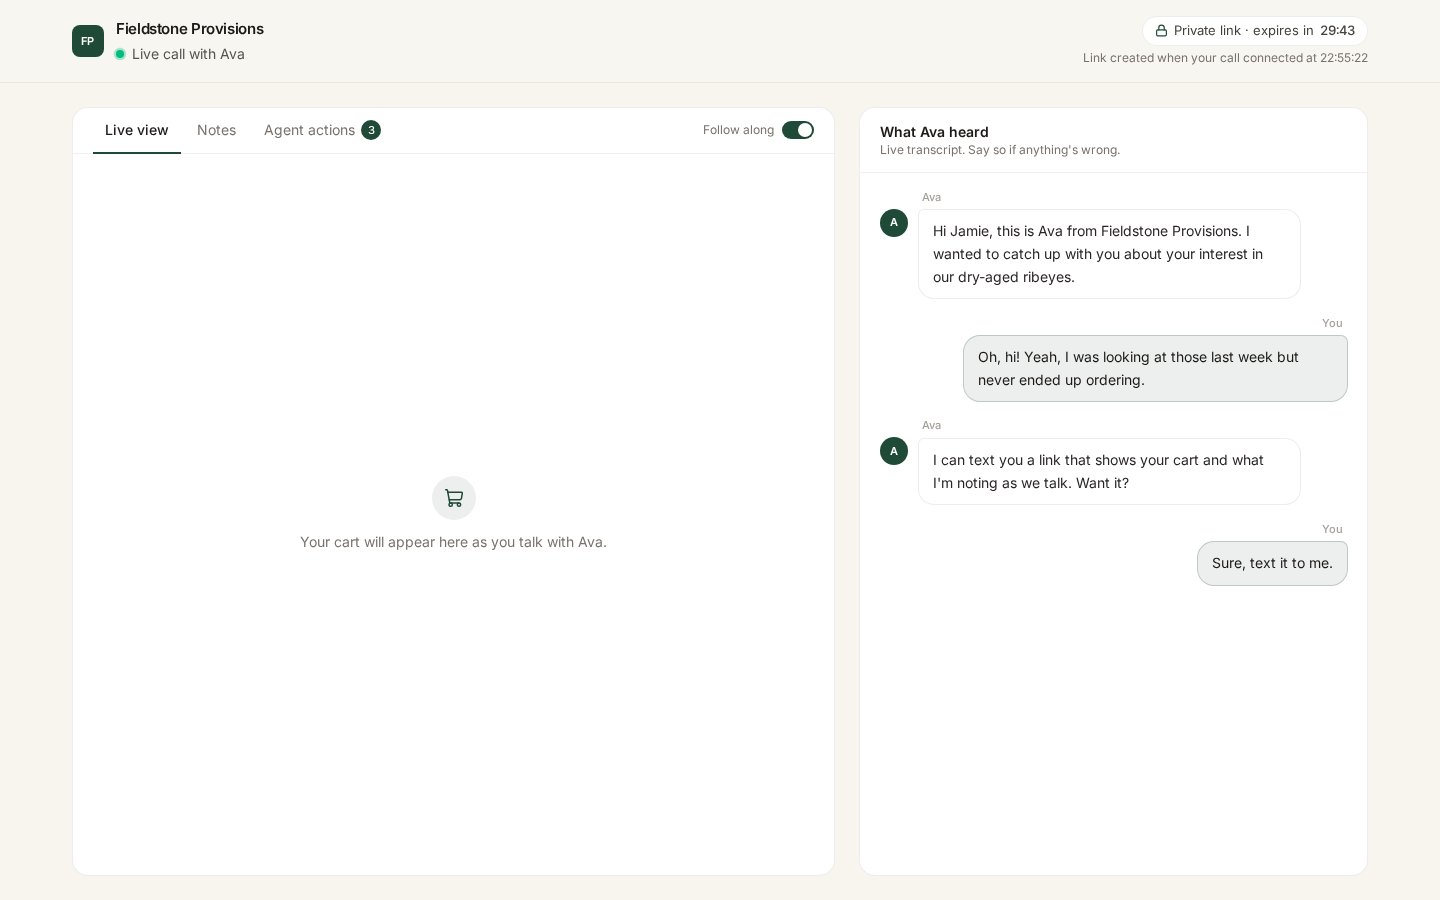 FP
Fieldstone Provisions
Live call with Ava
Private link · expires in 29:43
Link created when your call connected at 22:55:22
Live view
Notes
Agent actions 3
Follow along
Your cart will appear here as you talk with Ava.
What Ava heard
Live transcript. Say so if anything's wrong.
Ava
A
Hi Jamie, this is Ava from Fieldstone Provisions. I
wanted to catch up with you about your interest in
our dry-aged ribeyes.
You
Oh, hi! Yeah, I was looking at those last week but
never ended up ordering.
Ava
A
I can text you a link that shows your cart and what
I'm noting as we talk. Want it?
You
Sure, text it to me.